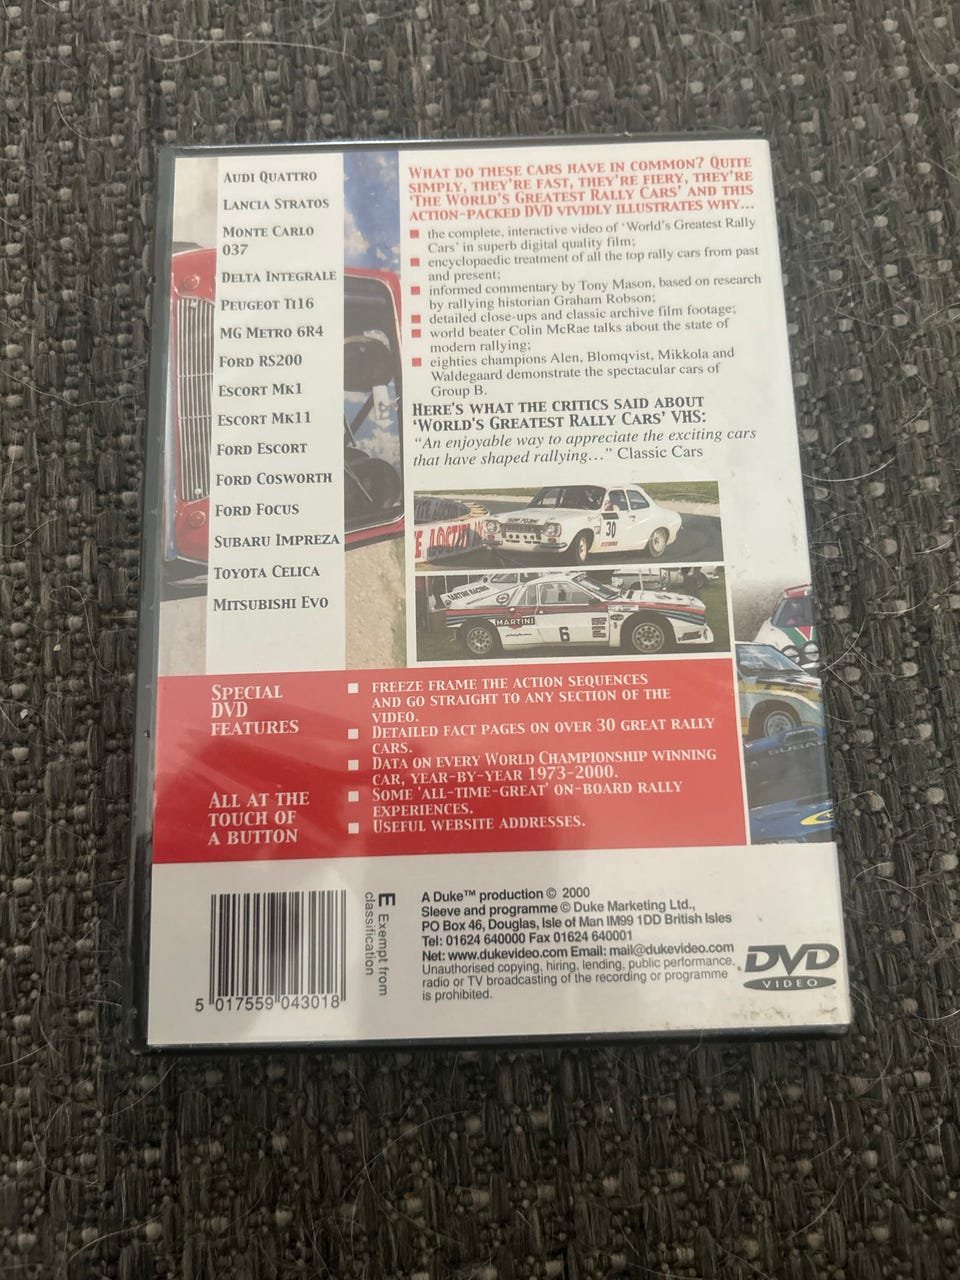 AUDI QUATTRO
LANCIA STRATOS
MONTE CARLO
037
DELTA INTEGRALE
PEUGEOT TI16
MG METRO 6R4
FORD RS200
ESCORT MK1
ESCORT MK11
FORD ESCORT
FORD COSWORTH
FORD FOCUS
SUBARU IMPREZA
TOYOTA CELICA
MITSUBISHI EVO
WHAT DO THESE CARS HAVE IN COMMON? QUITE
SIMPLY, THEY'RE FAST, THEY'RE FIERY, THEY'RE
'THE WORLD'S GREATEST RALLY CARS' AND THIS
ACTION-PACKED DVD VIVIDLY ILLUSTRATES WHY...
the complete, interactive video of 'World's Greatest Rally
Cars' in superb digital quality film;
encyclopaedic treatment of all the top rally cars from past
and present;
informed commentary by Tony Mason, based on research
by rallying historian Graham Robson;
detailed close-ups and classic archive film footage;
world beater Colin McRae talks about the state of
modern rallying;
eighties champions Alen, Blomqvist, Mikkola and
Waldegaard demonstrate the spectacular cars of
Group B.
HERE'S WHAT THE CRITICS SAID ABOUT
'WORLD'S GREATEST RALLY CARS' VHS:
"An enjoyable way to appreciate the exciting cars
that have shaped rallying..." Classic Cars
30
MARTINI RACING
MARTINI
6
SUBARU
SPECIAL
DVD
FEATURES
ALL AT THE
TOUCH OF
A BUTTON
FREEZE FRAME THE ACTION SEQUENCES
AND GO STRAIGHT TO ANY SECTION OF THE
VIDEO.
DETAILED FACT PAGES ON OVER 30 GREAT RALLY
CARS.
DATA ON EVERY WORLD CHAMPIONSHIP WINNING
CAR, YEAR-BY-YEAR 1973-2000.
SOME 'ALL-TIME-GREAT' ON-BOARD RALLY
EXPERIENCES.
USEFUL WEBSITE ADDRESSES.
5 017559 043018
E Exempt from
classification
A Duke™ production © 2000
Sleeve and programme © Duke Marketing Ltd.,
PO Box 46, Douglas, Isle of Man IM99 1DD British Isles
Tel: 01624 640000 Fax 01624 640001
Net: www.dukevideo.com Email: mail@dukevideo.com
Unauthorised copying, hiring, lending, public performance,
radio or TV broadcasting of the recording or programme
is prohibited.
DVD
VIDEO